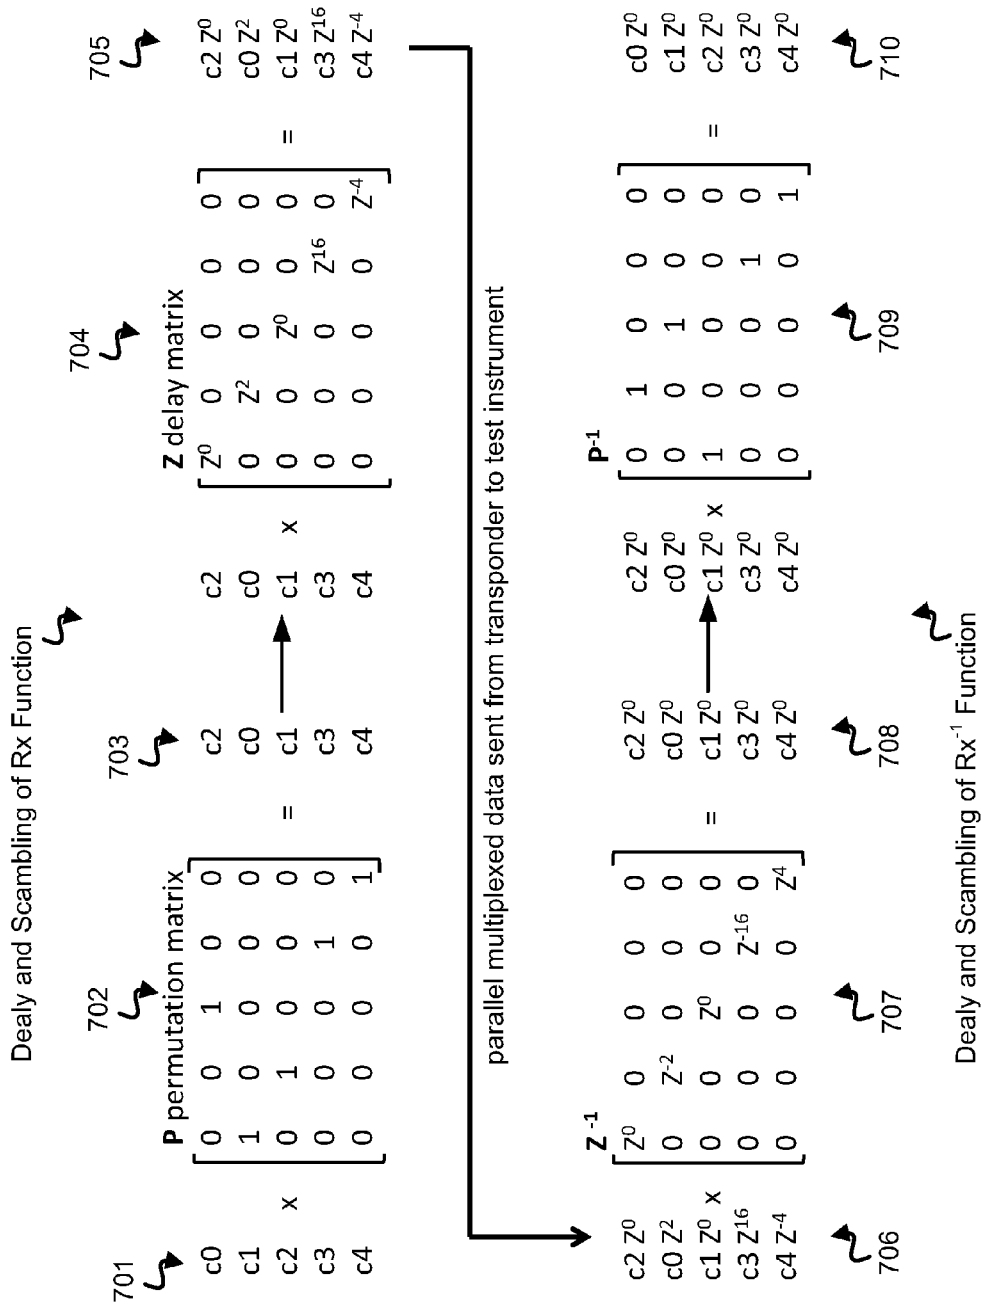 Dealy and Scambling of Rx Function
701 702 703 704 705
P permutation matrix Z delay matrix
c0 0 0 1 0 0 c2 c2 Z⁰ 0 0 0 0 c2 Z⁰
c1 1 0 0 0 0 c0 c0 0 Z² 0 0 0 c0 Z²
c2 x 0 1 0 0 0 = c1 c1 x 0 0 Z⁰ 0 0 = c1 Z⁰
c3 0 0 0 1 0 c3 c3 0 0 0 Z¹⁶ 0 c3 Z¹⁶
c4 0 0 0 0 1 c4 c4 0 0 0 0 Z⁻⁴ c4 Z⁻⁴
parallel multiplexed data sent from transponder to test instrument
Z⁻¹ P⁻¹
c2 Z⁰ Z⁰ 0 0 0 0 c2 Z⁰ c2 Z⁰ 0 1 0 0 0 c0 Z⁰
c0 Z² 0 Z⁻² 0 0 0 c0 Z⁰ c0 Z⁰ 0 0 1 0 0 c1 Z⁰
c1 Z⁰ x 0 0 Z⁰ 0 0 = c1 Z⁰ c1 Z⁰ x 1 0 0 0 0 = c2 Z⁰
c3 Z¹⁶ 0 0 0 Z⁻¹⁶ 0 c3 Z⁰ c3 Z⁰ 0 0 0 1 0 c3 Z⁰
c4 Z⁻⁴ 0 0 0 0 Z⁴ c4 Z⁰ c4 Z⁰ 0 0 0 0 1 c4 Z⁰
706 707 708 709 710
Dealy and Scambling of Rx⁻¹ Function